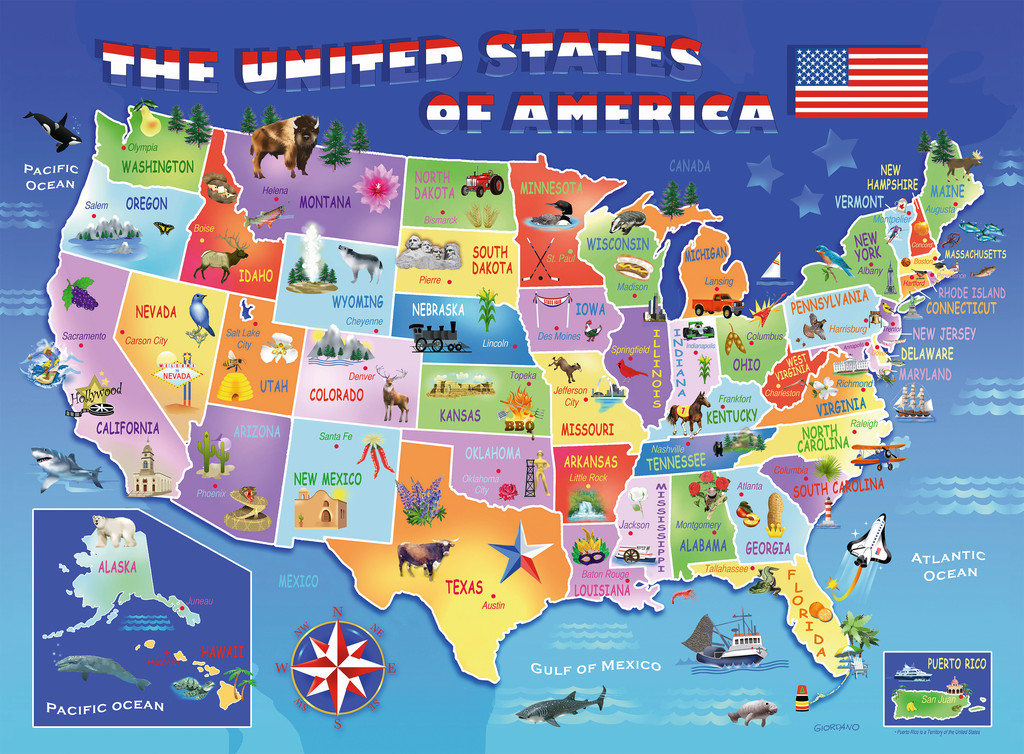 THE UNITED STATES
OF AMERICA
PACIFIC
OCEAN
CANADA
Olympia
WASHINGTON
Salem
OREGON
Boise
IDAHO
Helena
MONTANA
NORTH
DAKOTA
Bismarck
SOUTH
DAKOTA
Pierre
MINNESOTA
St. Paul
WISCONSIN
Madison
MICHIGAN
Lansing
NEW
HAMPSHIRE
VERMONT
Montpelier
MAINE
Augusta
Concord
NEW
YORK
Albany
Boston
MASSACHUSETTS
Hartford
RHODE ISLAND
CONNECTICUT
PENNSYLVANIA
Harrisburg
Trenton
NEW JERSEY
DELAWARE
MARYLAND
Annapolis
WYOMING
Cheyenne
NEBRASKA
Lincoln
STATE FAIR
IOWA
Des Moines
NEVADA
Carson City
NEVADA
Salt Lake
City
UTAH
Sacramento
Hollywood
CALIFORNIA
Denver
COLORADO
Topeka
KANSAS
BBQ
Jefferson
City
MISSOURI
Springfield
ILLINOIS
Indianapolis
INDIANA
Columbus
OHIO
WEST
VIRGINIA
Charleston
Richmond
VIRGINIA
Frankfort
KENTUCKY
7
Nashville
TENNESSEE
Raleigh
NORTH
CAROLINA
Columbia
SOUTH CAROLINA
ARIZONA
Phoenix
Santa Fe
NEW MEXICO
OKLAHOMA
Oklahoma
City
ARKANSAS
Little Rock
MISSISSIPPI
Jackson
Montgomery
ALABAMA
Atlanta
GEORGIA
TEXAS
Austin
Baton Rouge
LOUISIANA
Tallahassee
FLORIDA
ATLANTIC
OCEAN
MEXICO
GULF OF MEXICO
ALASKA
Juneau
HAWAII
PACIFIC OCEAN
N
NE
E
SE
S
SW
W
NW
PUERTO RICO
San Juan
* Puerto Rico is a Territory of the United States
GIORDANO